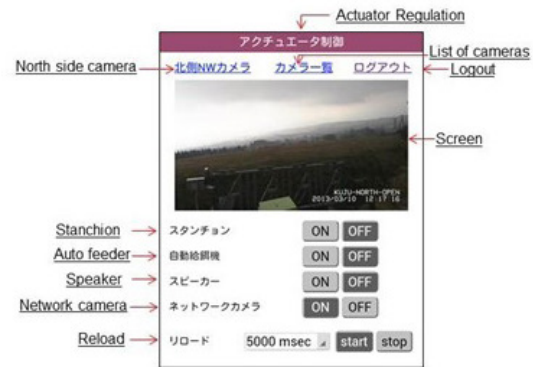 Actuator Regulation
アクチュエータ制御
List of cameras
North side camera
北側NWカメラ カメラ一覧 ログアウト
Logout
Screen
KUJU-NORTH-OPEN
2013/03/10 12:17:16
Stanchion スタンチョン ON OFF
Auto feeder 自動給餌機 ON OFF
Speaker スピーカー ON OFF
Network camera ネットワークカメラ ON OFF
Reload リロード 5000 msec start stop